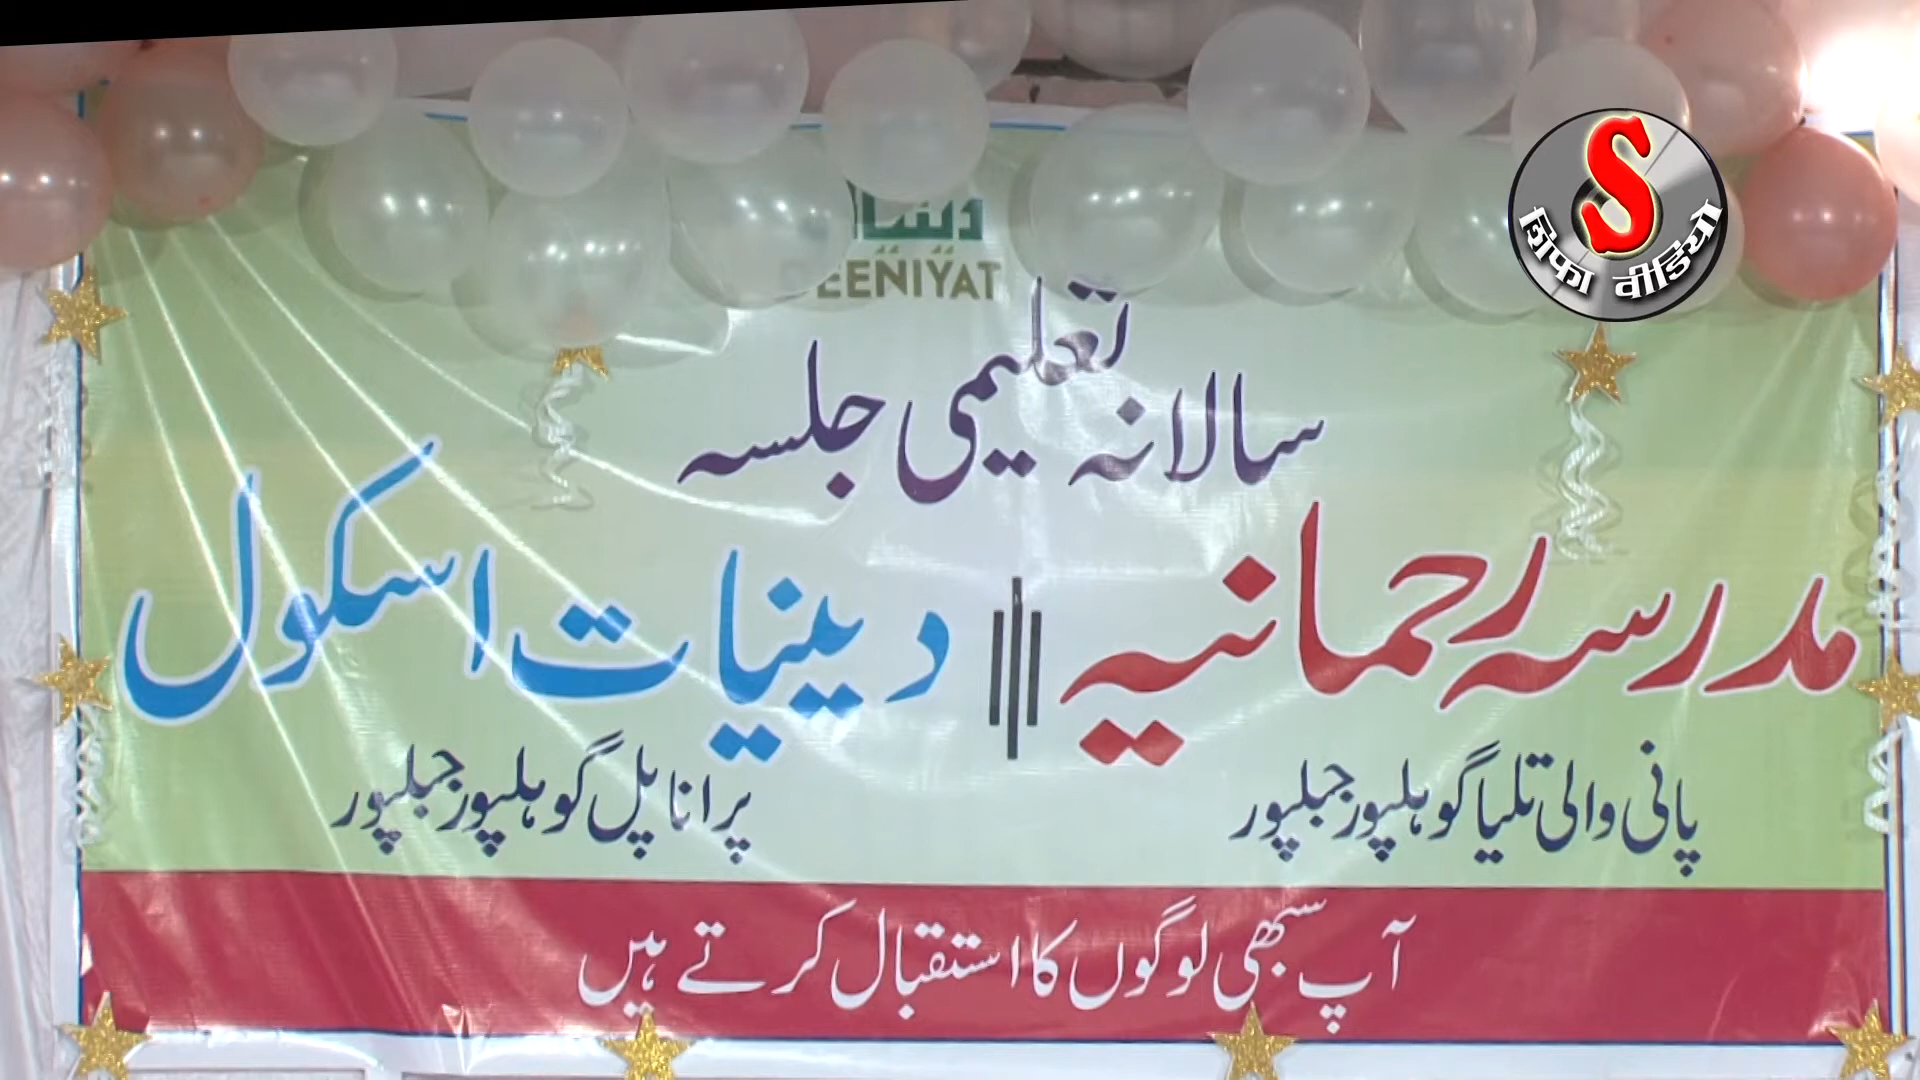 DEENIYAT
سالانہ تعلیمی جلسہ
مدرسہ رحمانیہ
دینیات اسکول
پانی والی تلیا گوہلپور جبلپور
پرانا پل گوہلپور جبلپور
آپ سبھی لوگوں کا استقبال کرتے ہیں
S
शिफा वीडियो